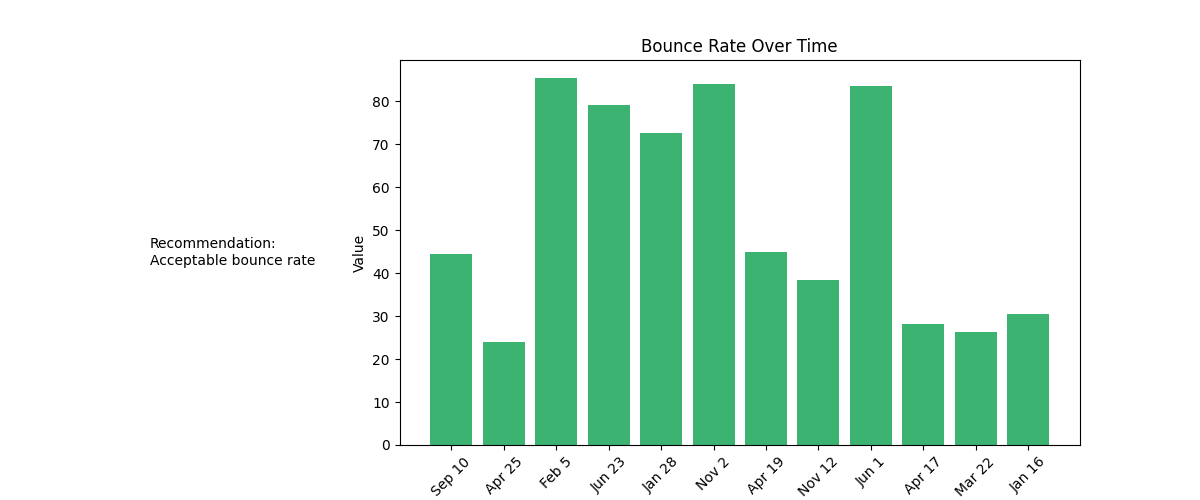 Bounce Rate Over Time
Recommendation:
Acceptable bounce rate
Value
80
70
60
50
40
30
20
10
0
Sep 10
Apr 25
Feb 5
Jun 23
Jan 28
Nov 2
Apr 19
Nov 12
Jun 1
Apr 17
Mar 22
Jan 16